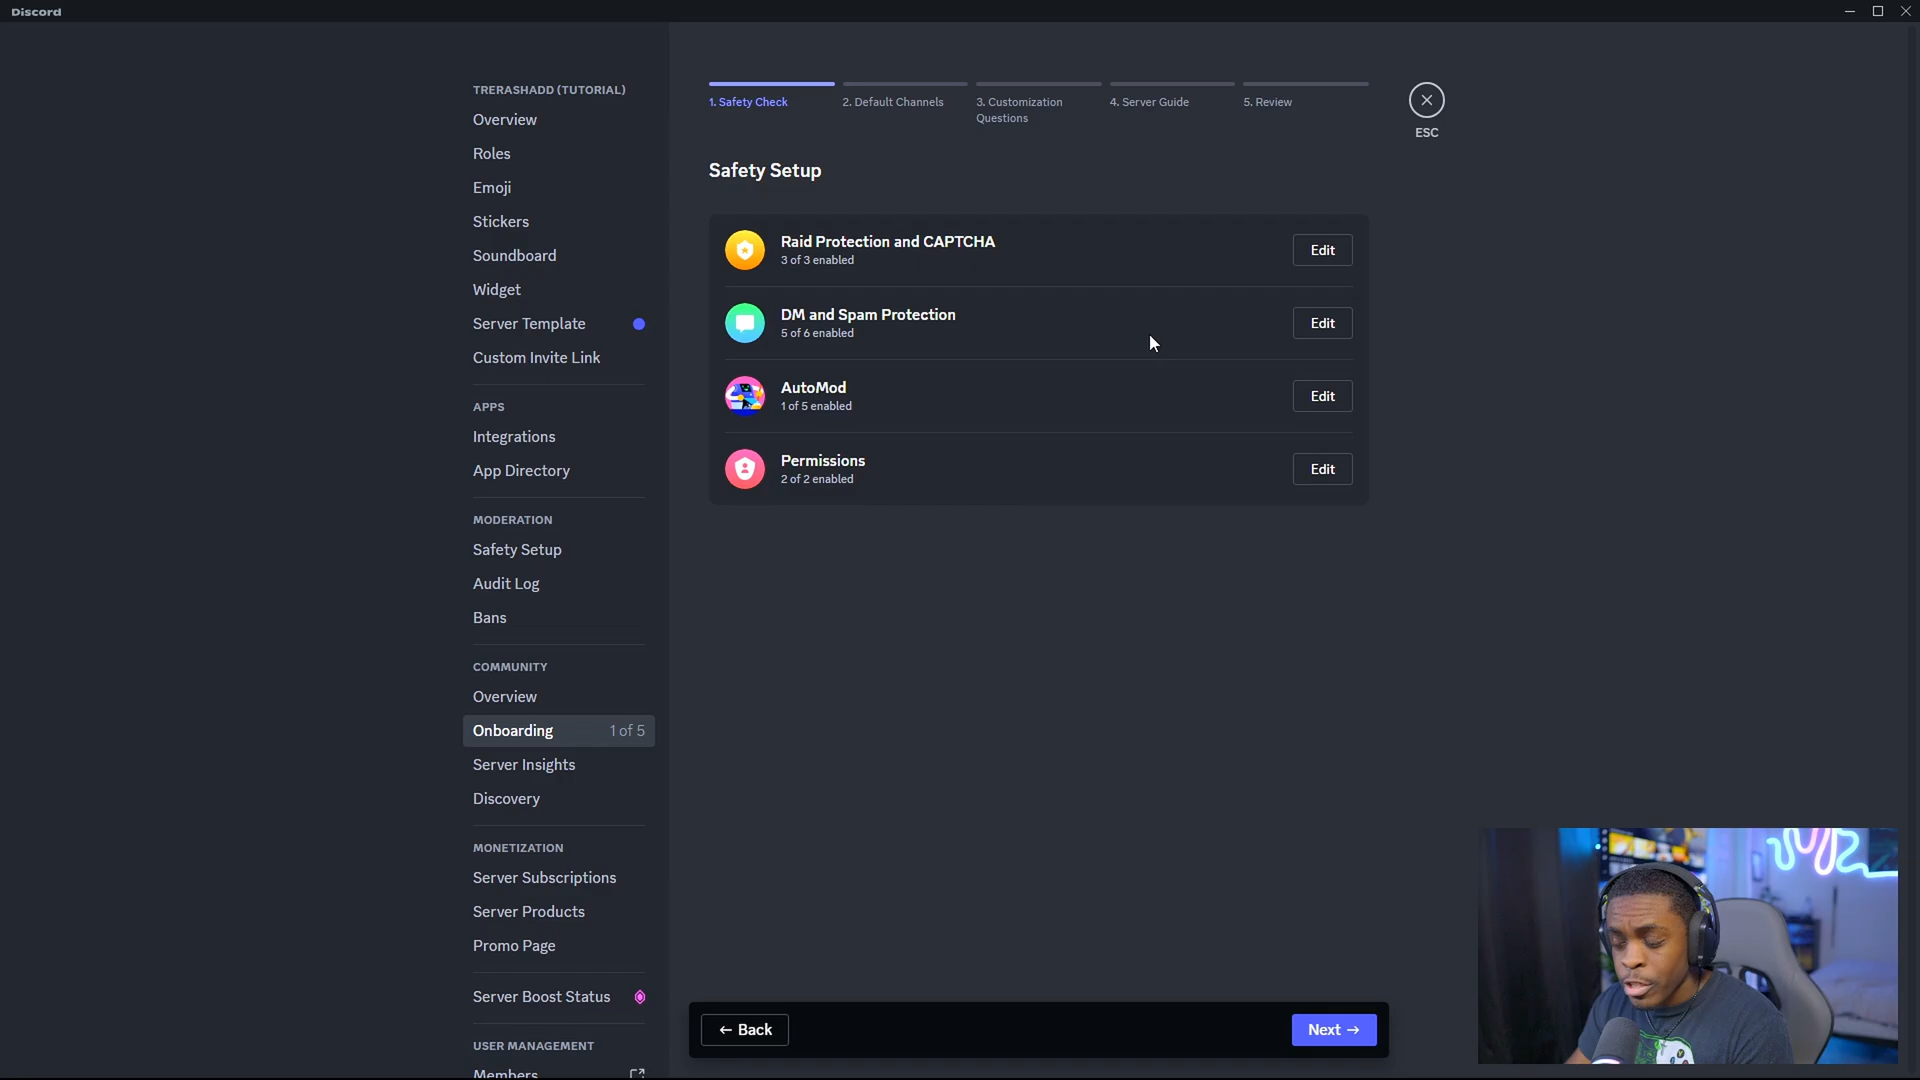 Discord
TRERASHADD (TUTORIAL)
Overview
Roles
Emoji
Stickers
Soundboard
Widget
Server Template
Custom Invite Link
APPS
Integrations
App Directory
MODERATION
Safety Setup
Audit Log
Bans
COMMUNITY
Overview
Onboarding 1 of 5
Server Insights
Discovery
MONETIZATION
Server Subscriptions
Server Products
Promo Page
Server Boost Status
USER MANAGEMENT
Members
1. Safety Check
2. Default Channels
3. Customization
Questions
4. Server Guide
5. Review
ESC
Safety Setup
Raid Protection and CAPTCHA
3 of 3 enabled
Edit
DM and Spam Protection
5 of 6 enabled
Edit
AutoMod
1 of 5 enabled
Edit
Permissions
2 of 2 enabled
Edit
← Back
Next →